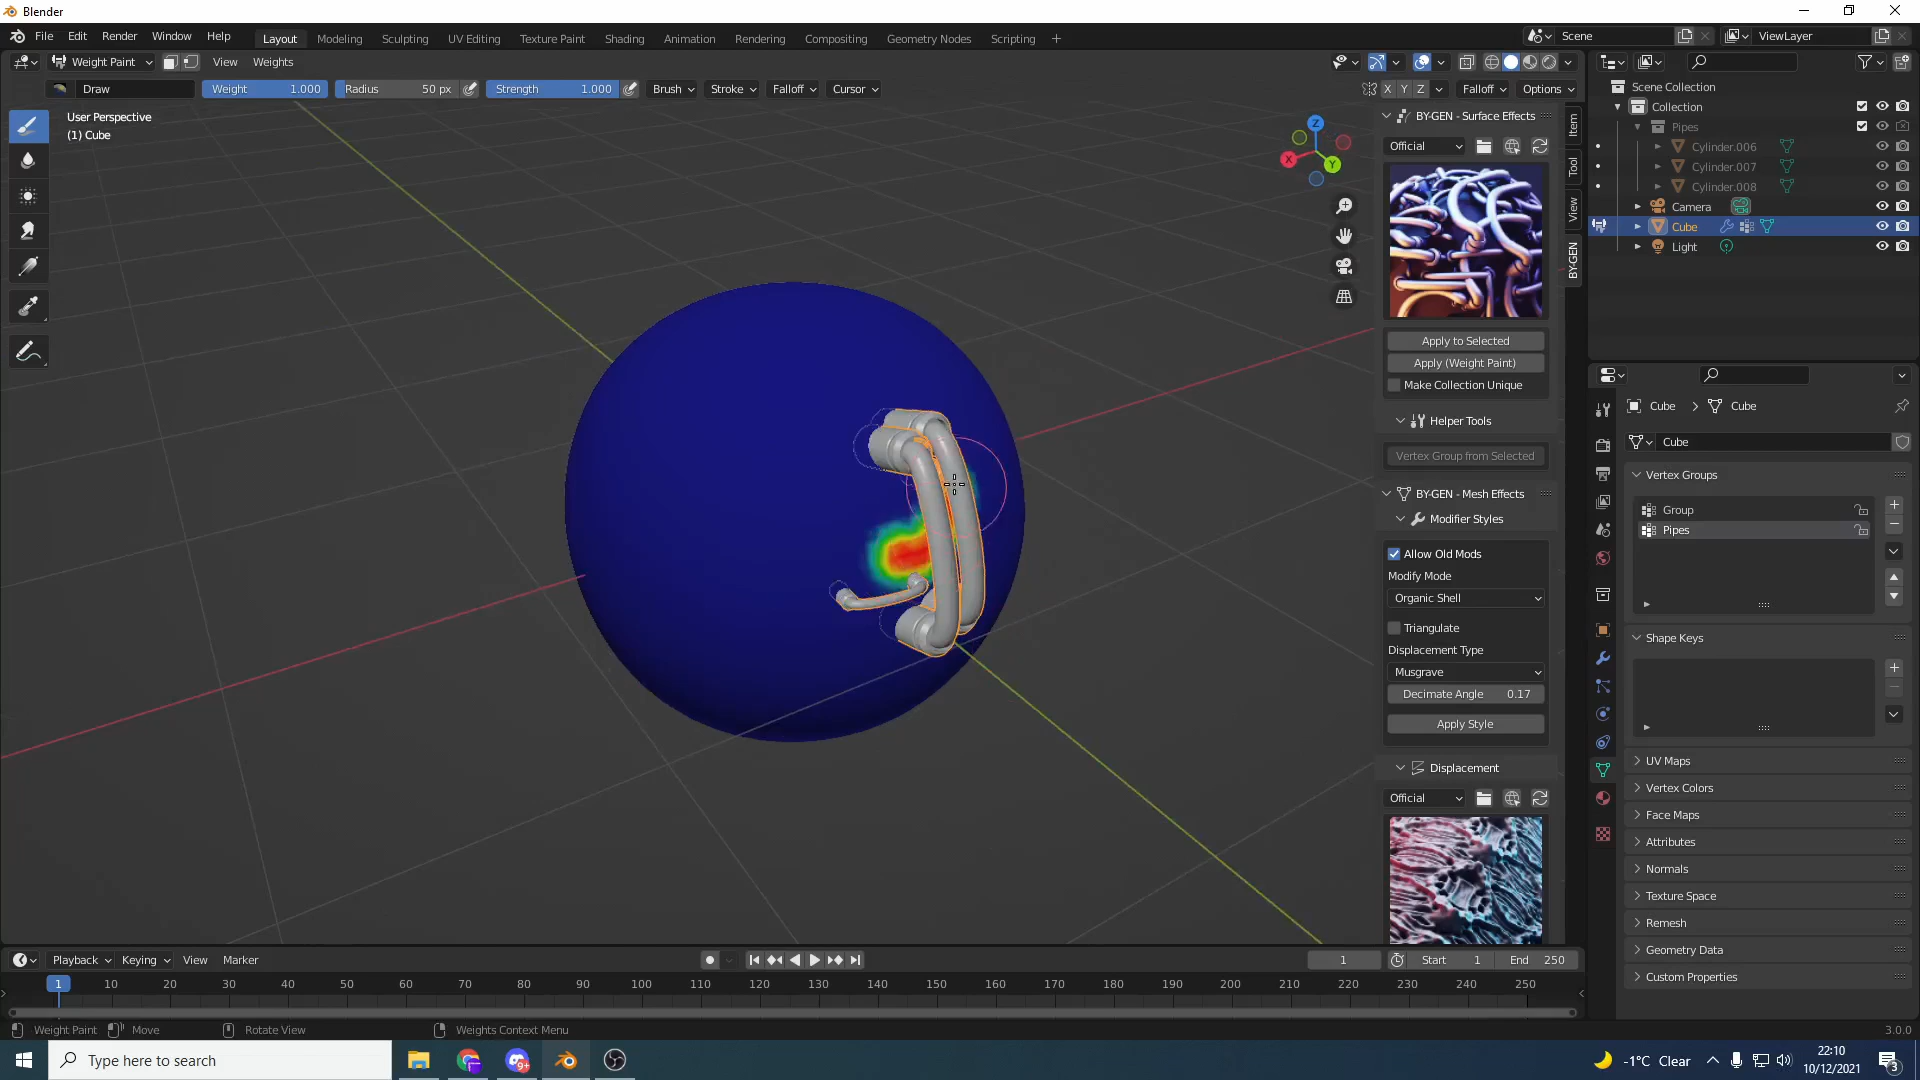 Blender
File Edit Render Window Help
Layout Modeling Sculpting UV Editing Texture Paint Shading Animation Rendering Compositing Geometry Nodes Scripting +
Scene ViewLayer
Weight Paint View Weights
Draw Weight 1.000 Radius 50 px Strength 1.000 Brush Stroke Falloff Cursor X Y Z Falloff Options
User Perspective
(1) Cube
Z
X
Y
Item
Tool
View
BY-GEN
BY-GEN - Surface Effects
Official
Apply to Selected
Apply (Weight Paint)
Make Collection Unique
Helper Tools
Vertex Group from Selected
BY-GEN - Mesh Effects
Modifier Styles
Allow Old Mods
Modify Mode
Organic Shell
Triangulate
Displacement Type
Musgrave
Decimate Angle 0.17
Apply Style
Displacement
Official
Scene Collection
Collection
Pipes
Cylinder.006
Cylinder.007
Cylinder.008
Camera
Cube
Light
Cube Cube
Cube
Vertex Groups
Group
Pipes
Shape Keys
UV Maps
Vertex Colors
Face Maps
Attributes
Normals
Texture Space
Remesh
Geometry Data
Custom Properties
Playback Keying View Marker 1 Start 1 End 250
1 10 20 30 40 50 60 70 80 90 100 110 120 130 140 150 160 170 180 190 200 210 220 230 240 250
Weight Paint Move Rotate View Weights Context Menu 3.0.0
Type here to search
9+
-1°C Clear
22:10
10/12/2021
3